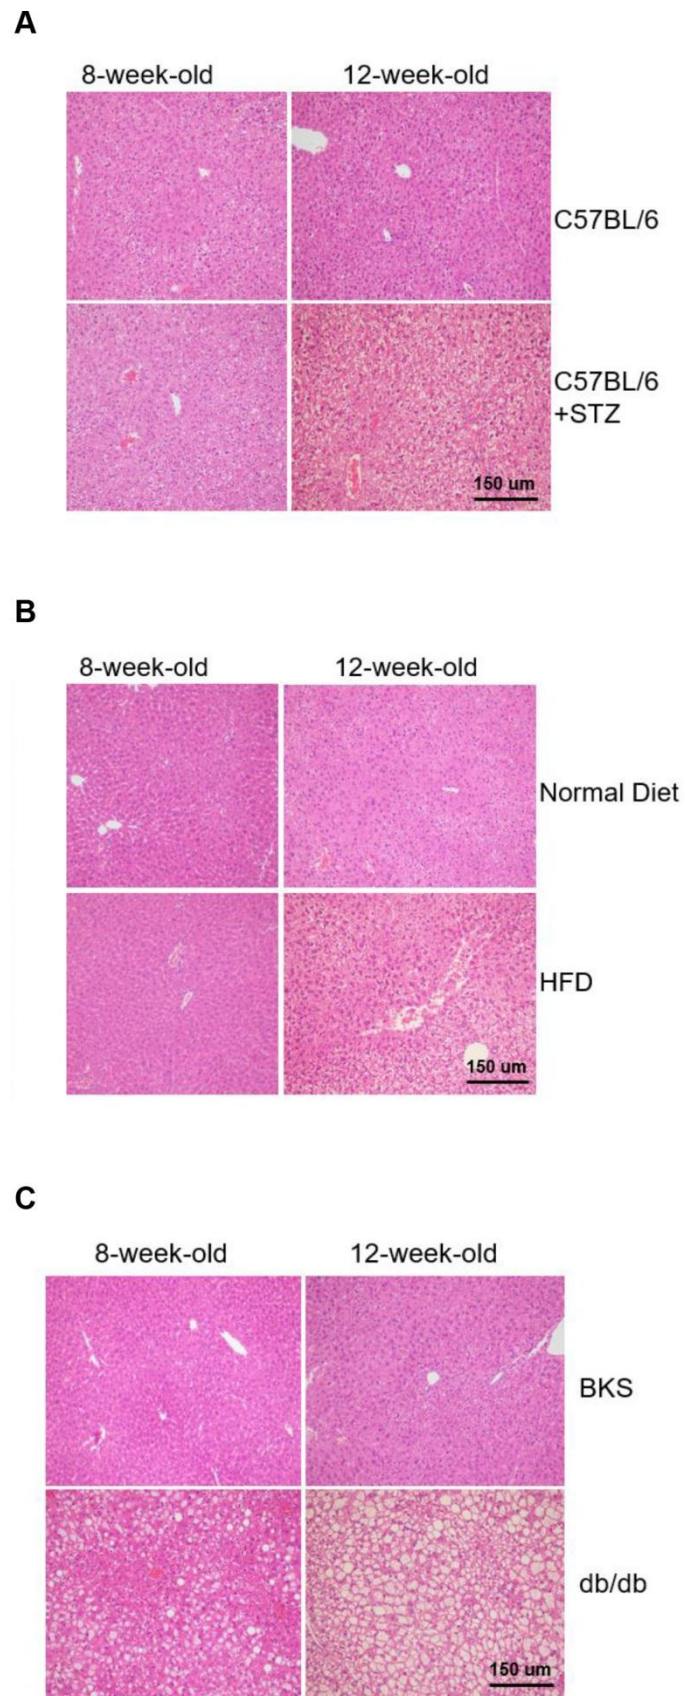 A
8-week-old 12-week-old
C57BL/6
C57BL/6
+STZ
150 um
B
8-week-old 12-week-old
Normal Diet
HFD
150 um
C
8-week-old 12-week-old
BKS
db/db
150 um